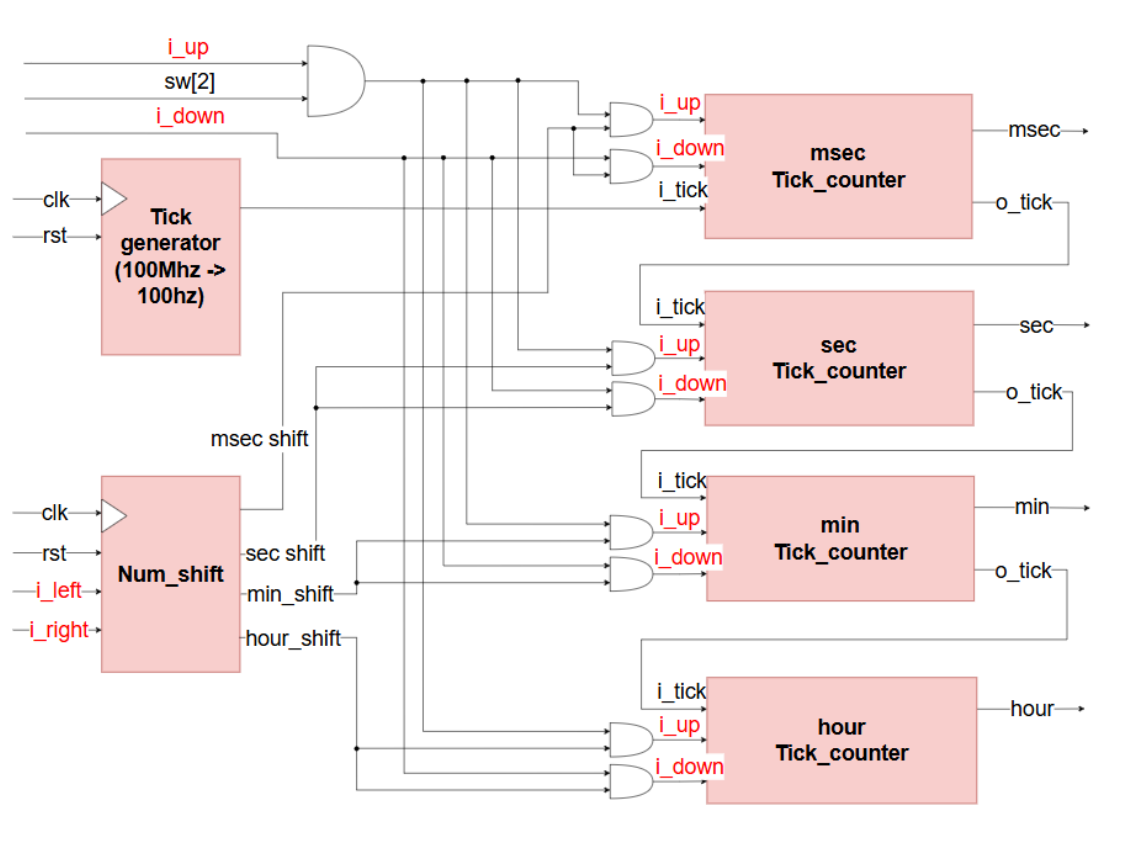 i_up
sw[2]
i_down
clk
rst
Tick
generator
(100Mhz ->
100hz)
i_up
i_down
i_tick
msec
Tick_counter
msec
o_tick
i_tick
i_up
i_down
sec
Tick_counter
sec
o_tick
msec shift
clk
rst
i_left
i_right
Num_shift
sec shift
min_shift
hour_shift
i_tick
i_up
i_down
min
Tick_counter
min
o_tick
i_tick
i_up
i_down
hour
Tick_counter
hour